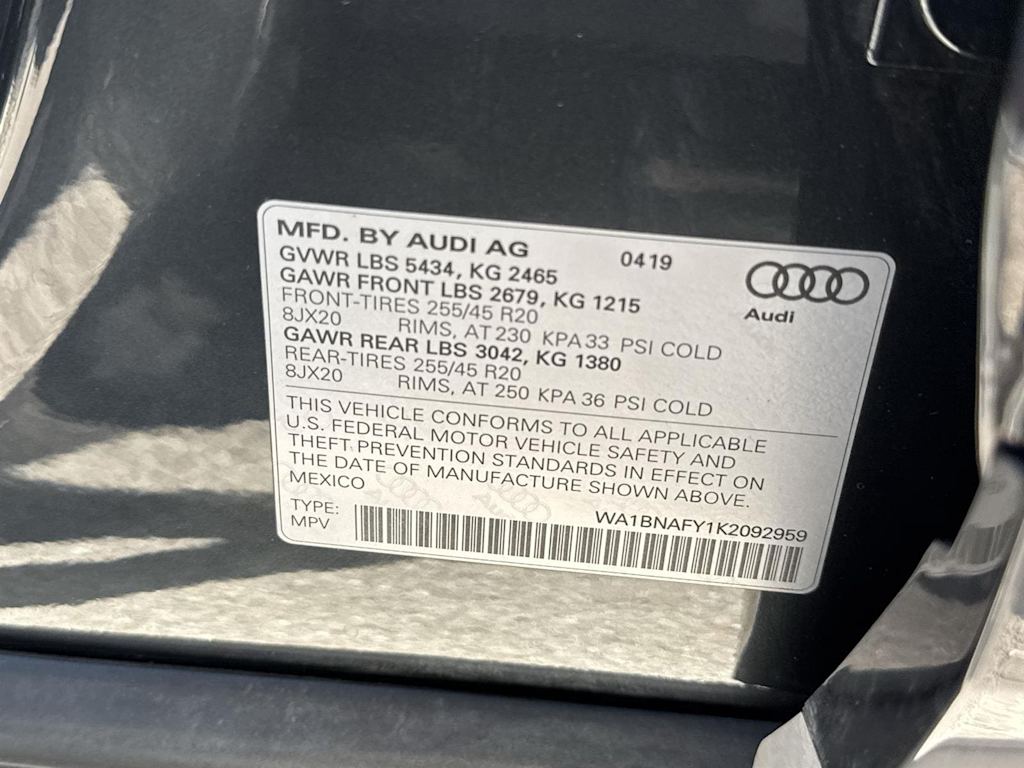 MFD. BY AUDI AG 0419
GVWR LBS 5434, KG 2465
GAWR FRONT LBS 2679, KG 1215
FRONT-TIRES 255/45 R20
8JX20 RIMS, AT 230 KPA 33 PSI COLD
GAWR REAR LBS 3042, KG 1380
REAR-TIRES 255/45 R20
8JX20 RIMS, AT 250 KPA 36 PSI COLD
Audi
THIS VEHICLE CONFORMS TO ALL APPLICABLE
U.S. FEDERAL MOTOR VEHICLE SAFETY AND
THEFT PREVENTION STANDARDS IN EFFECT ON
THE DATE OF MANUFACTURE SHOWN ABOVE.
MEXICO
TYPE:
MPV
WA1BNAFY1K2092959